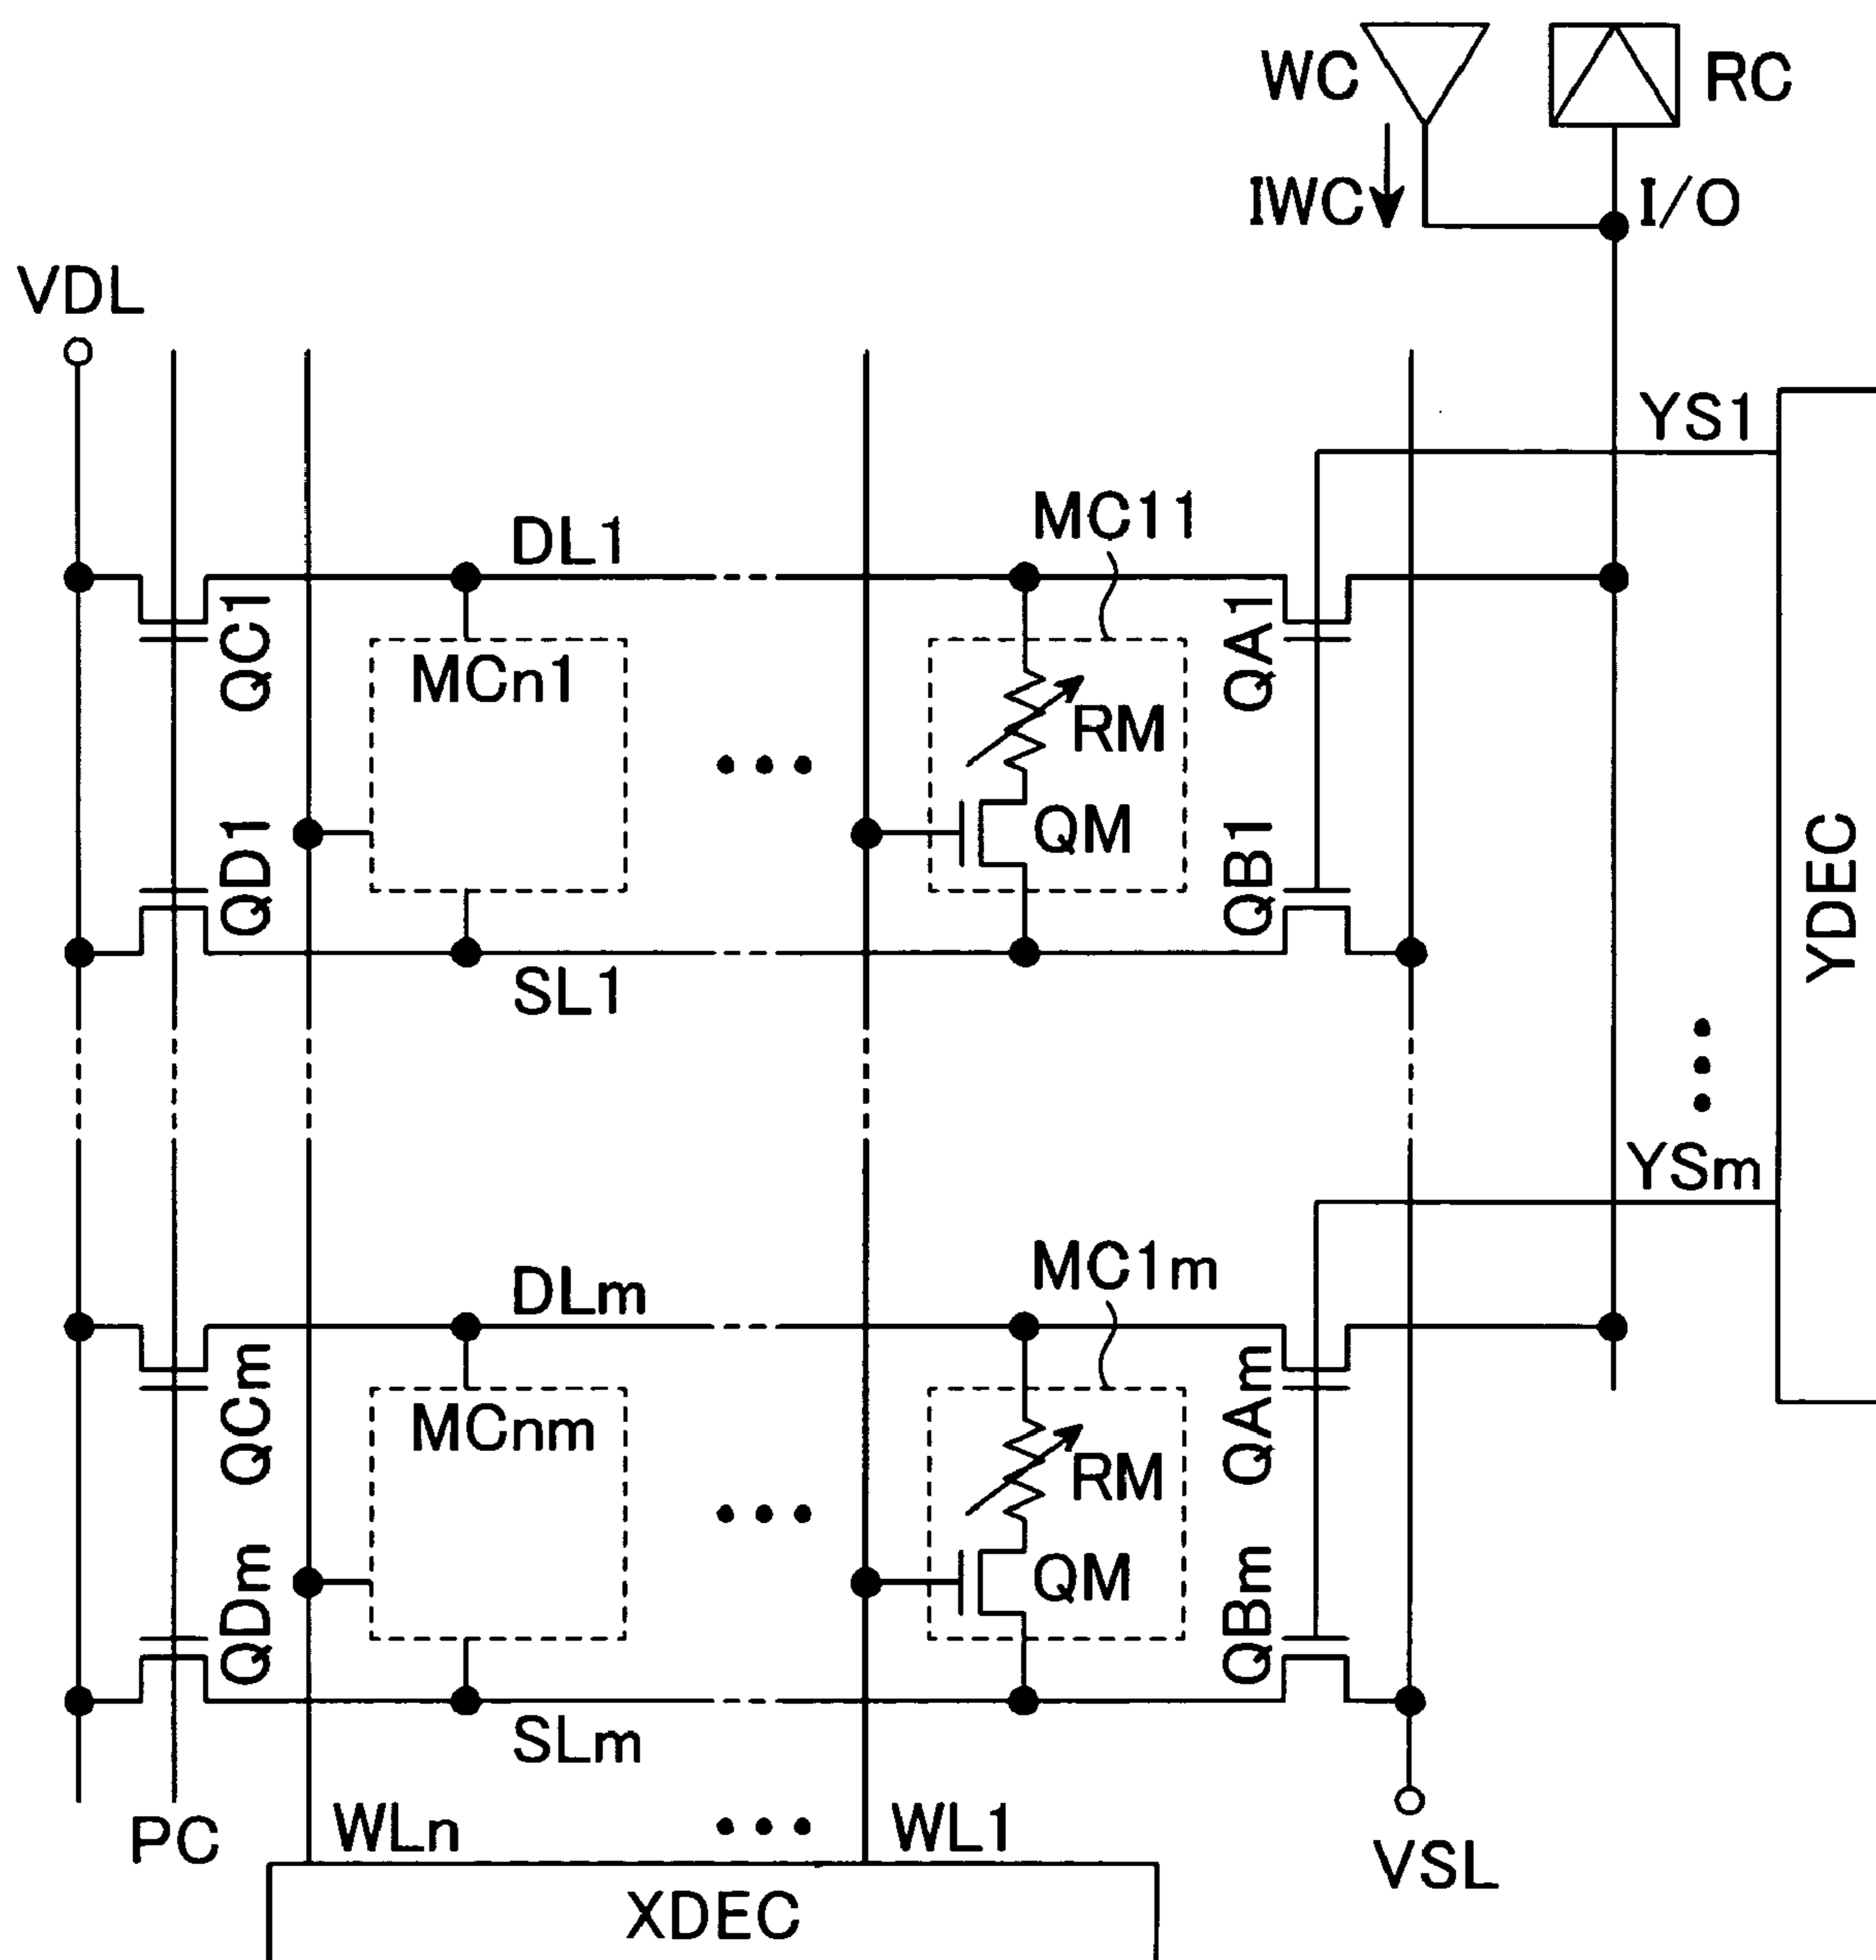 WC
RC
IWC
I/O
VDL
YS1
MC11
DL1
QC1
MCn1
RM
QA1
QD1
QM
QB1
YDEC
SL1
YSm
MC1m
DLm
QCm
MCnm
RM
QAm
QDm
QM
QBm
SLm
PC
WLn
WL1
VSL
XDEC